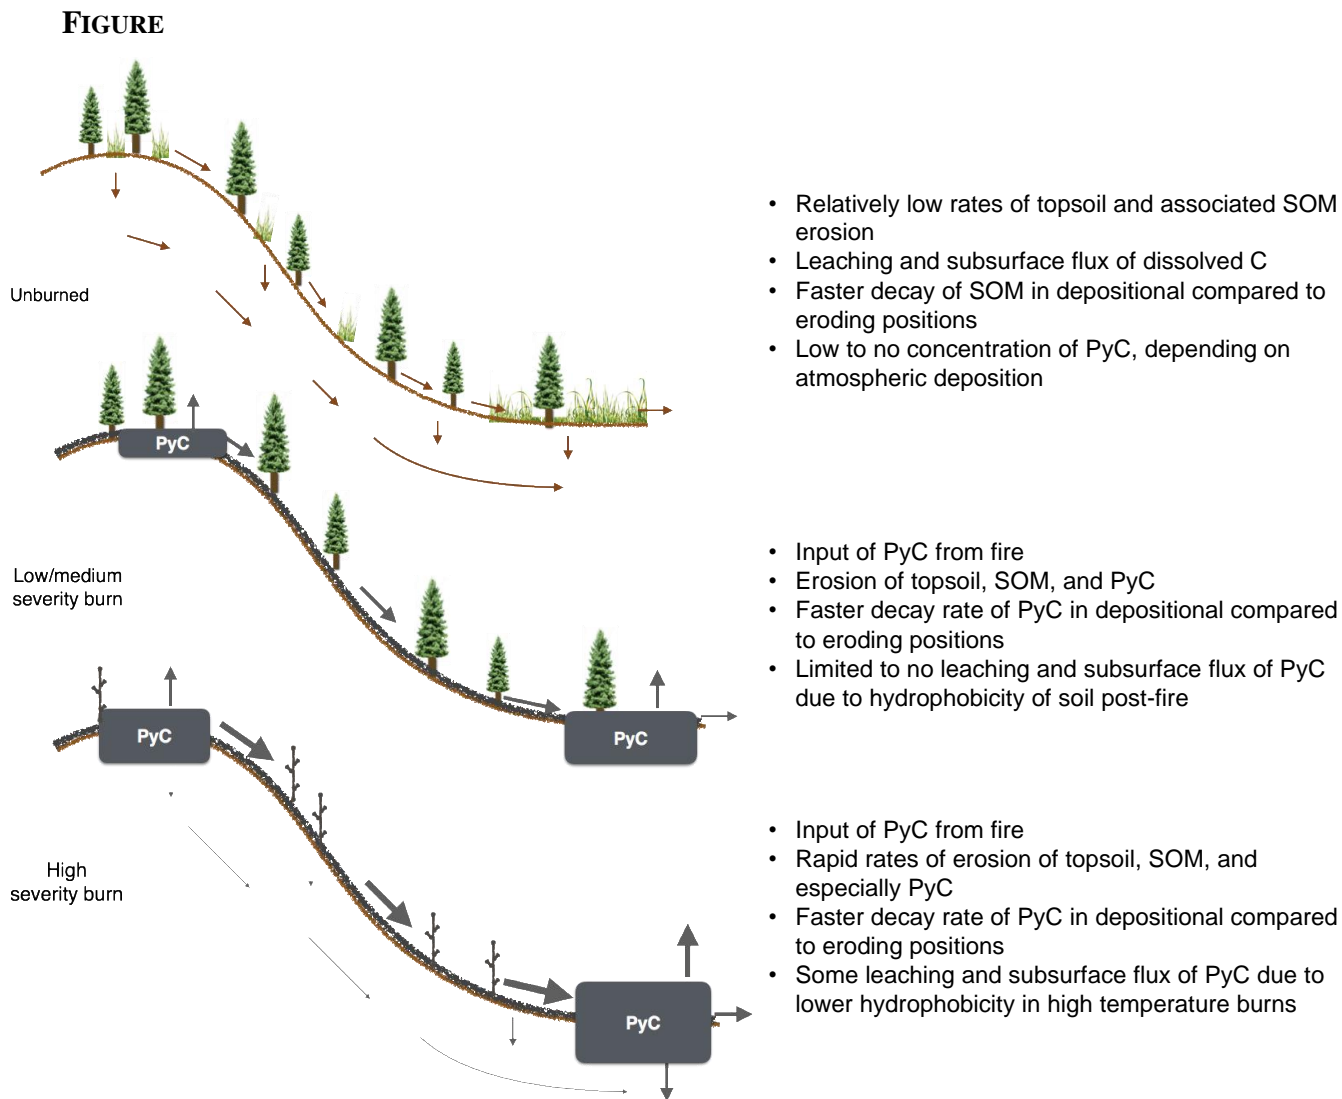 FIGURE
Unburned
• Relatively low rates of topsoil and associated SOM
erosion
• Leaching and subsurface flux of dissolved C
• Faster decay of SOM in depositional compared to
eroding positions
• Low to no concentration of PyC, depending on
atmospheric deposition
PyC
Low/medium
severity burn
• Input of PyC from fire
• Erosion of topsoil, SOM, and PyC
• Faster decay rate of PyC in depositional compared
to eroding positions
• Limited to no leaching and subsurface flux of PyC
due to hydrophobicity of soil post-fire
PyC
PyC
High
severity burn
• Input of PyC from fire
• Rapid rates of erosion of topsoil, SOM, and
especially PyC
• Faster decay rate of PyC in depositional compared
to eroding positions
• Some leaching and subsurface flux of PyC due to
lower hydrophobicity in high temperature burns
PyC